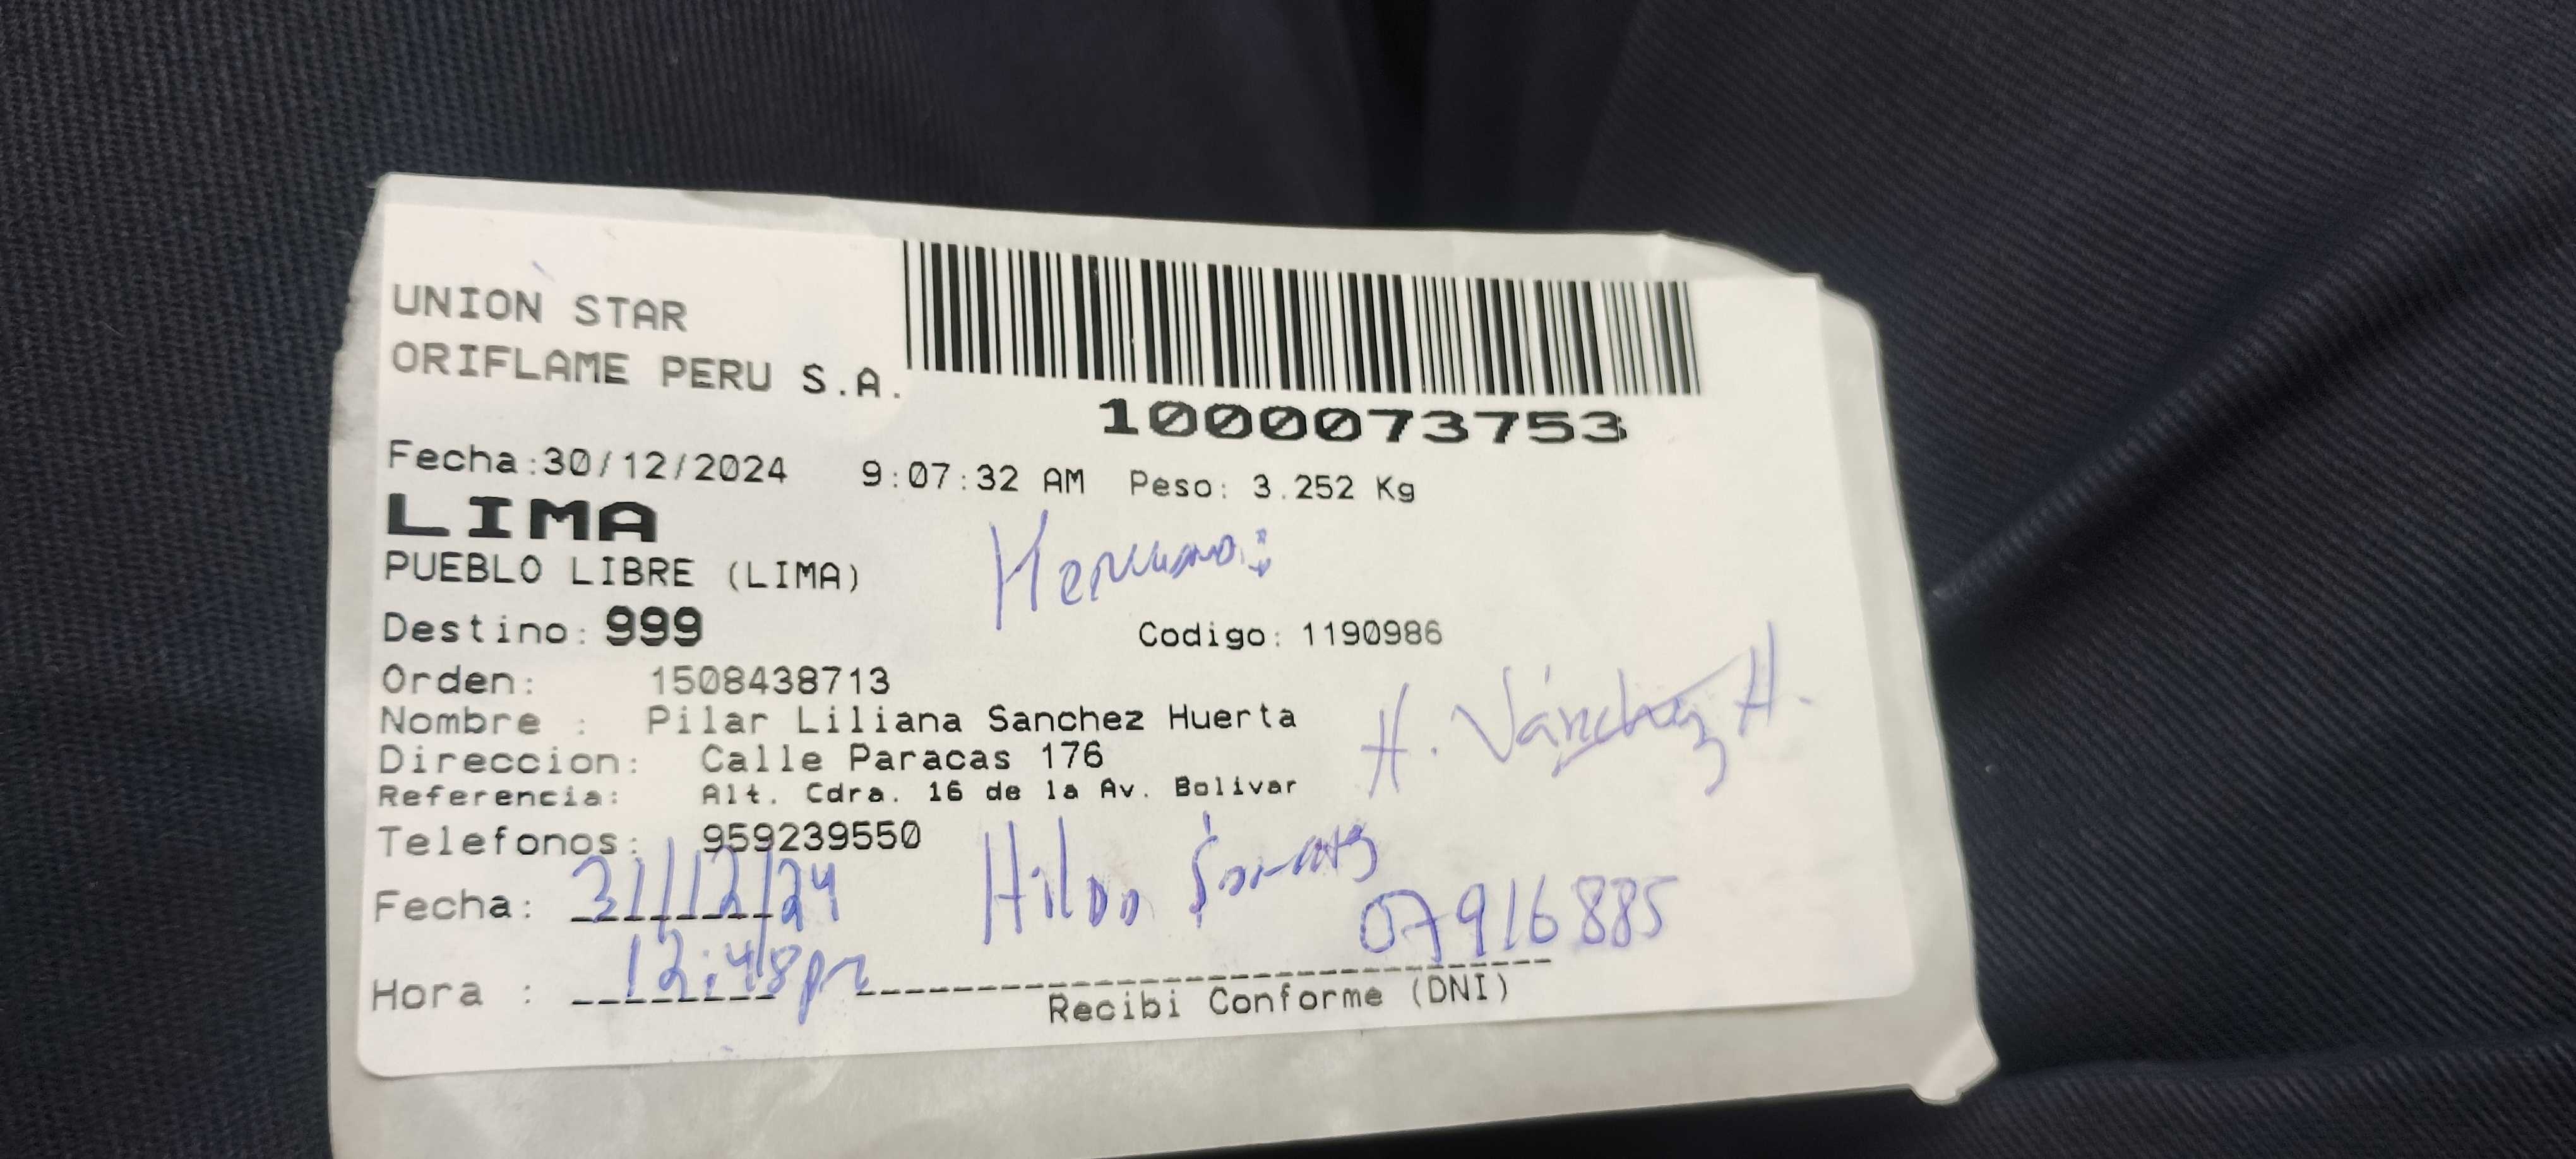 UNION STAR
ORIFLAME PERU S.A.
1000073753
Fecha:30/12/2024 9:07:32 AM Peso: 3.252 Kg
LIMA
PUEBLO LIBRE (LIMA)
Destino: 999 Codigo: 1190986
Orden: 1508438713
Nombre : Pilar Liliana Sanchez Huerta
H. Sánchez H.
Direccion: Calle Paracas 176
Referencia: Alt. Cdra. 16 de la Av. Bolivar
Telefonos: 959239550
Fecha: 31/12/24 07916885
Hora : 12:48pm
Recibi Conforme (DNI)